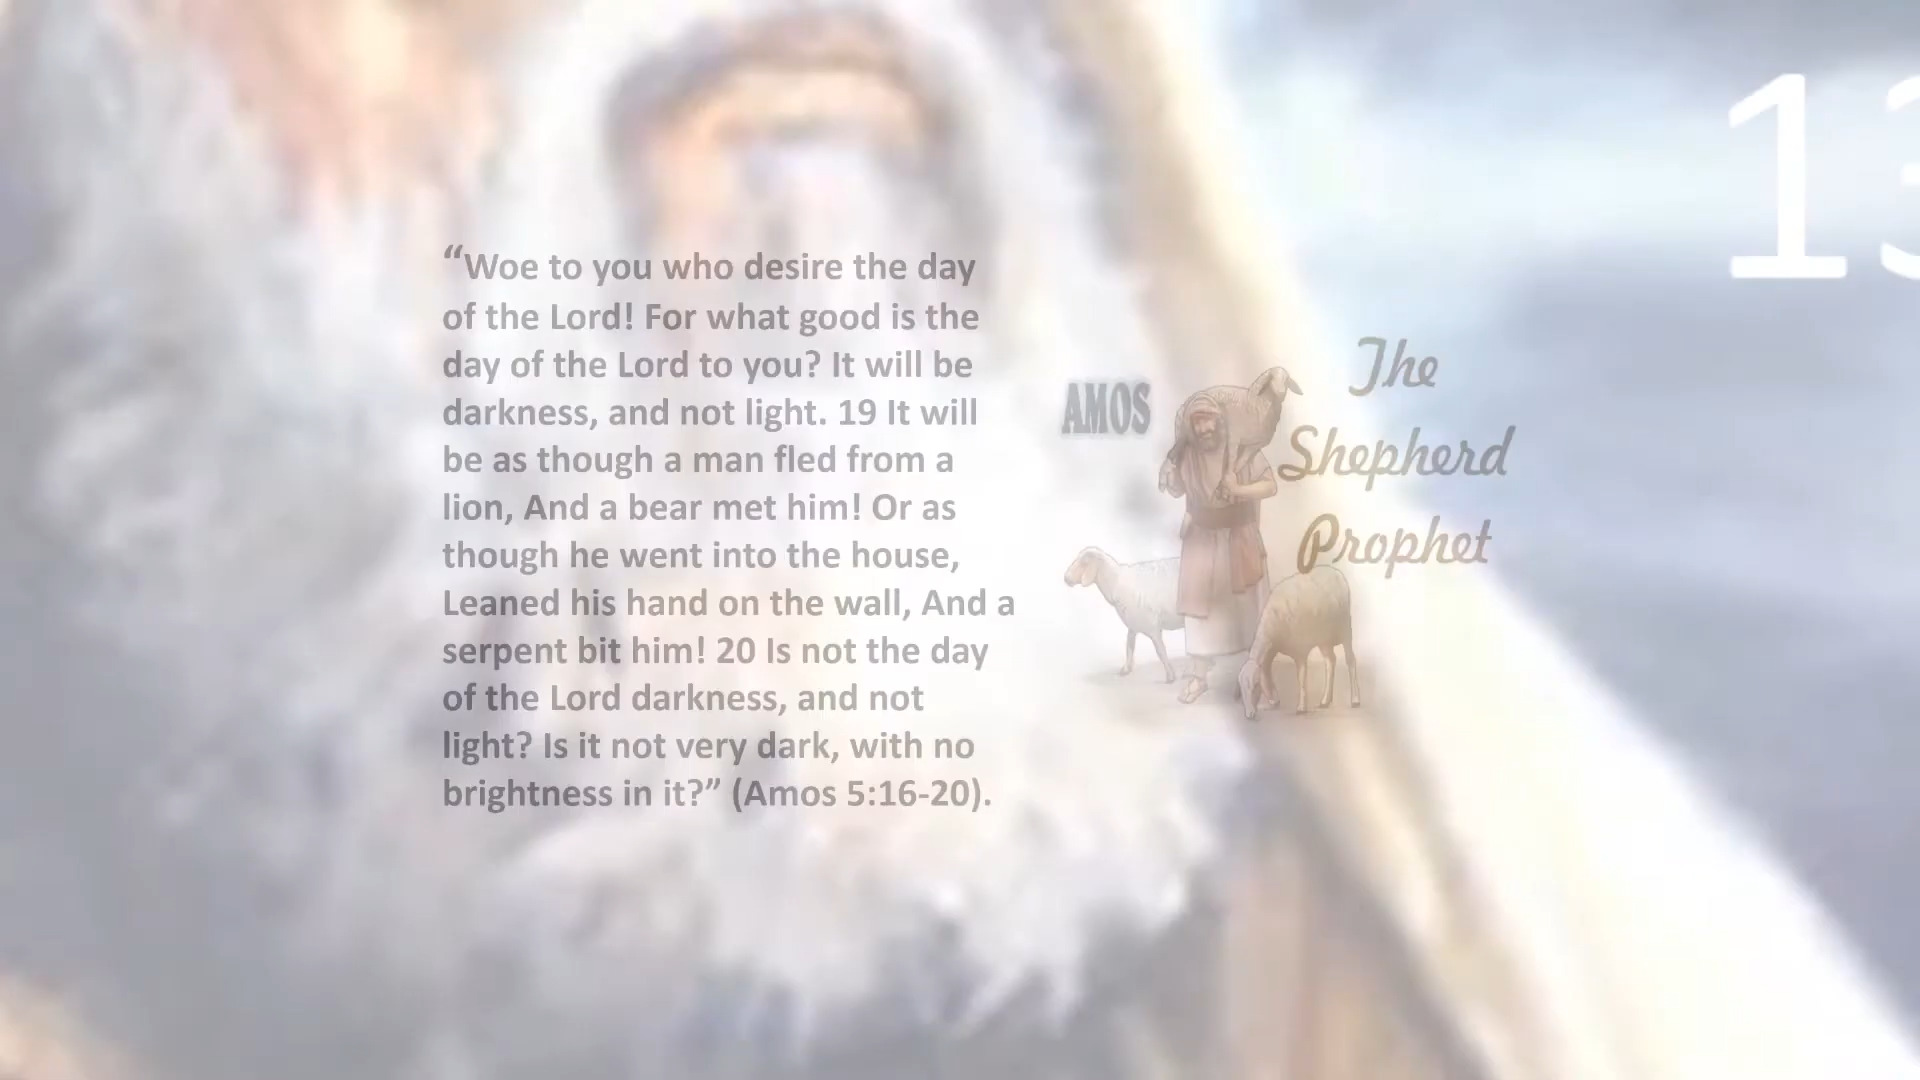 “Woe to you who desire the day
of the Lord! For what good is the
day of the Lord to you? It will be
darkness, and not light. 19 It will
be as though a man fled from a
lion, And a bear met him! Or as
though he went into the house,
Leaned his hand on the wall, And a
serpent bit him! 20 Is not the day
of the Lord darkness, and not
light? Is it not very dark, with no
brightness in it?” (Amos 5:16-20).
AMOS
The
Shepherd
Prophet
13